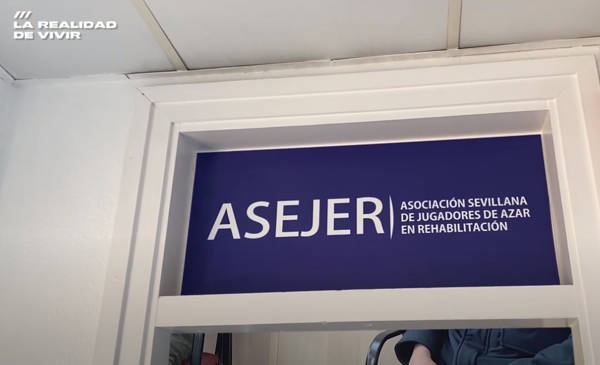 /// LA REALIDAD
DE VIVIR
ASEJER
ASOCIACIÓN SEVILLANA
DE JUGADORES DE AZAR
EN REHABILITACIÓN